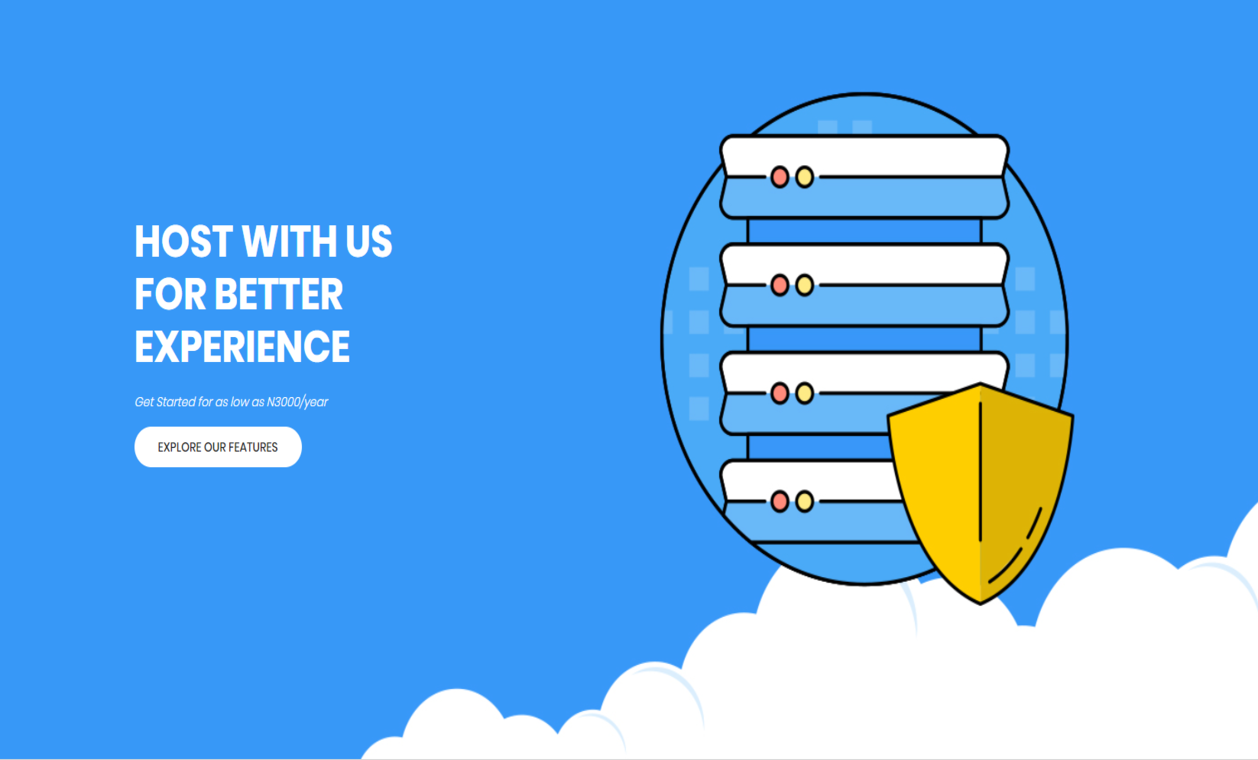 HOST WITH US
FOR BETTER
EXPERIENCE
Get Started for as low as N3000/year
EXPLORE OUR FEATURES